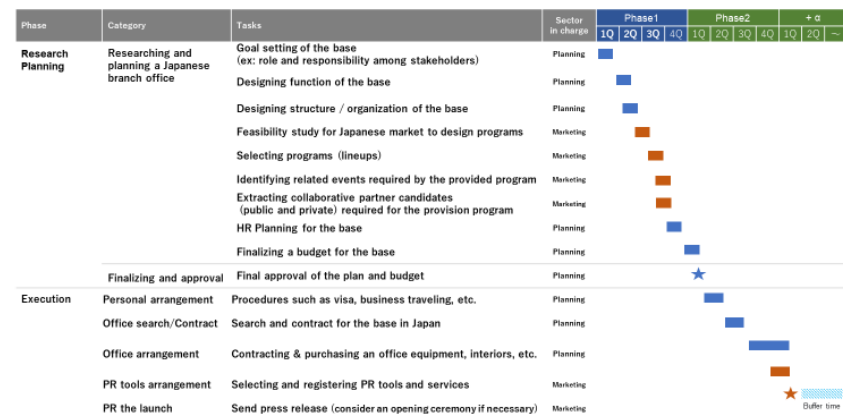 Phase Category Tasks Sector in charge Phase1 Phase2 + α
1Q 2Q 3Q 4Q 1Q 2Q 3Q 4Q 1Q 2Q ～
Research Planning Researching and planning a Japanese branch office Goal setting of the base (ex: role and responsibility among stakeholders) Planning
Designing function of the base Planning
Designing structure / organization of the base Planning
Feasibility study for Japanese market to design programs Marketing
Selecting programs (lineups) Marketing
Identifying related events required by the provided program Marketing
Extracting collaborative partner candidates (public and private) required for the provision program Marketing
HR Planning for the base Planning
Finalizing a budget for the base Planning
Finalizing and approval Final approval of the plan and budget Planning
Execution Personal arrangement Procedures such as visa, business traveling, etc. Planning
Office search/Contract Search and contract for the base in Japan Planning
Office arrangement Contracting & purchasing an office equipment, interiors, etc. Planning
PR tools arrangement Selecting and registering PR tools and services Marketing
PR the launch Send press release (consider an opening ceremony if necessary) Marketing
Buffer time